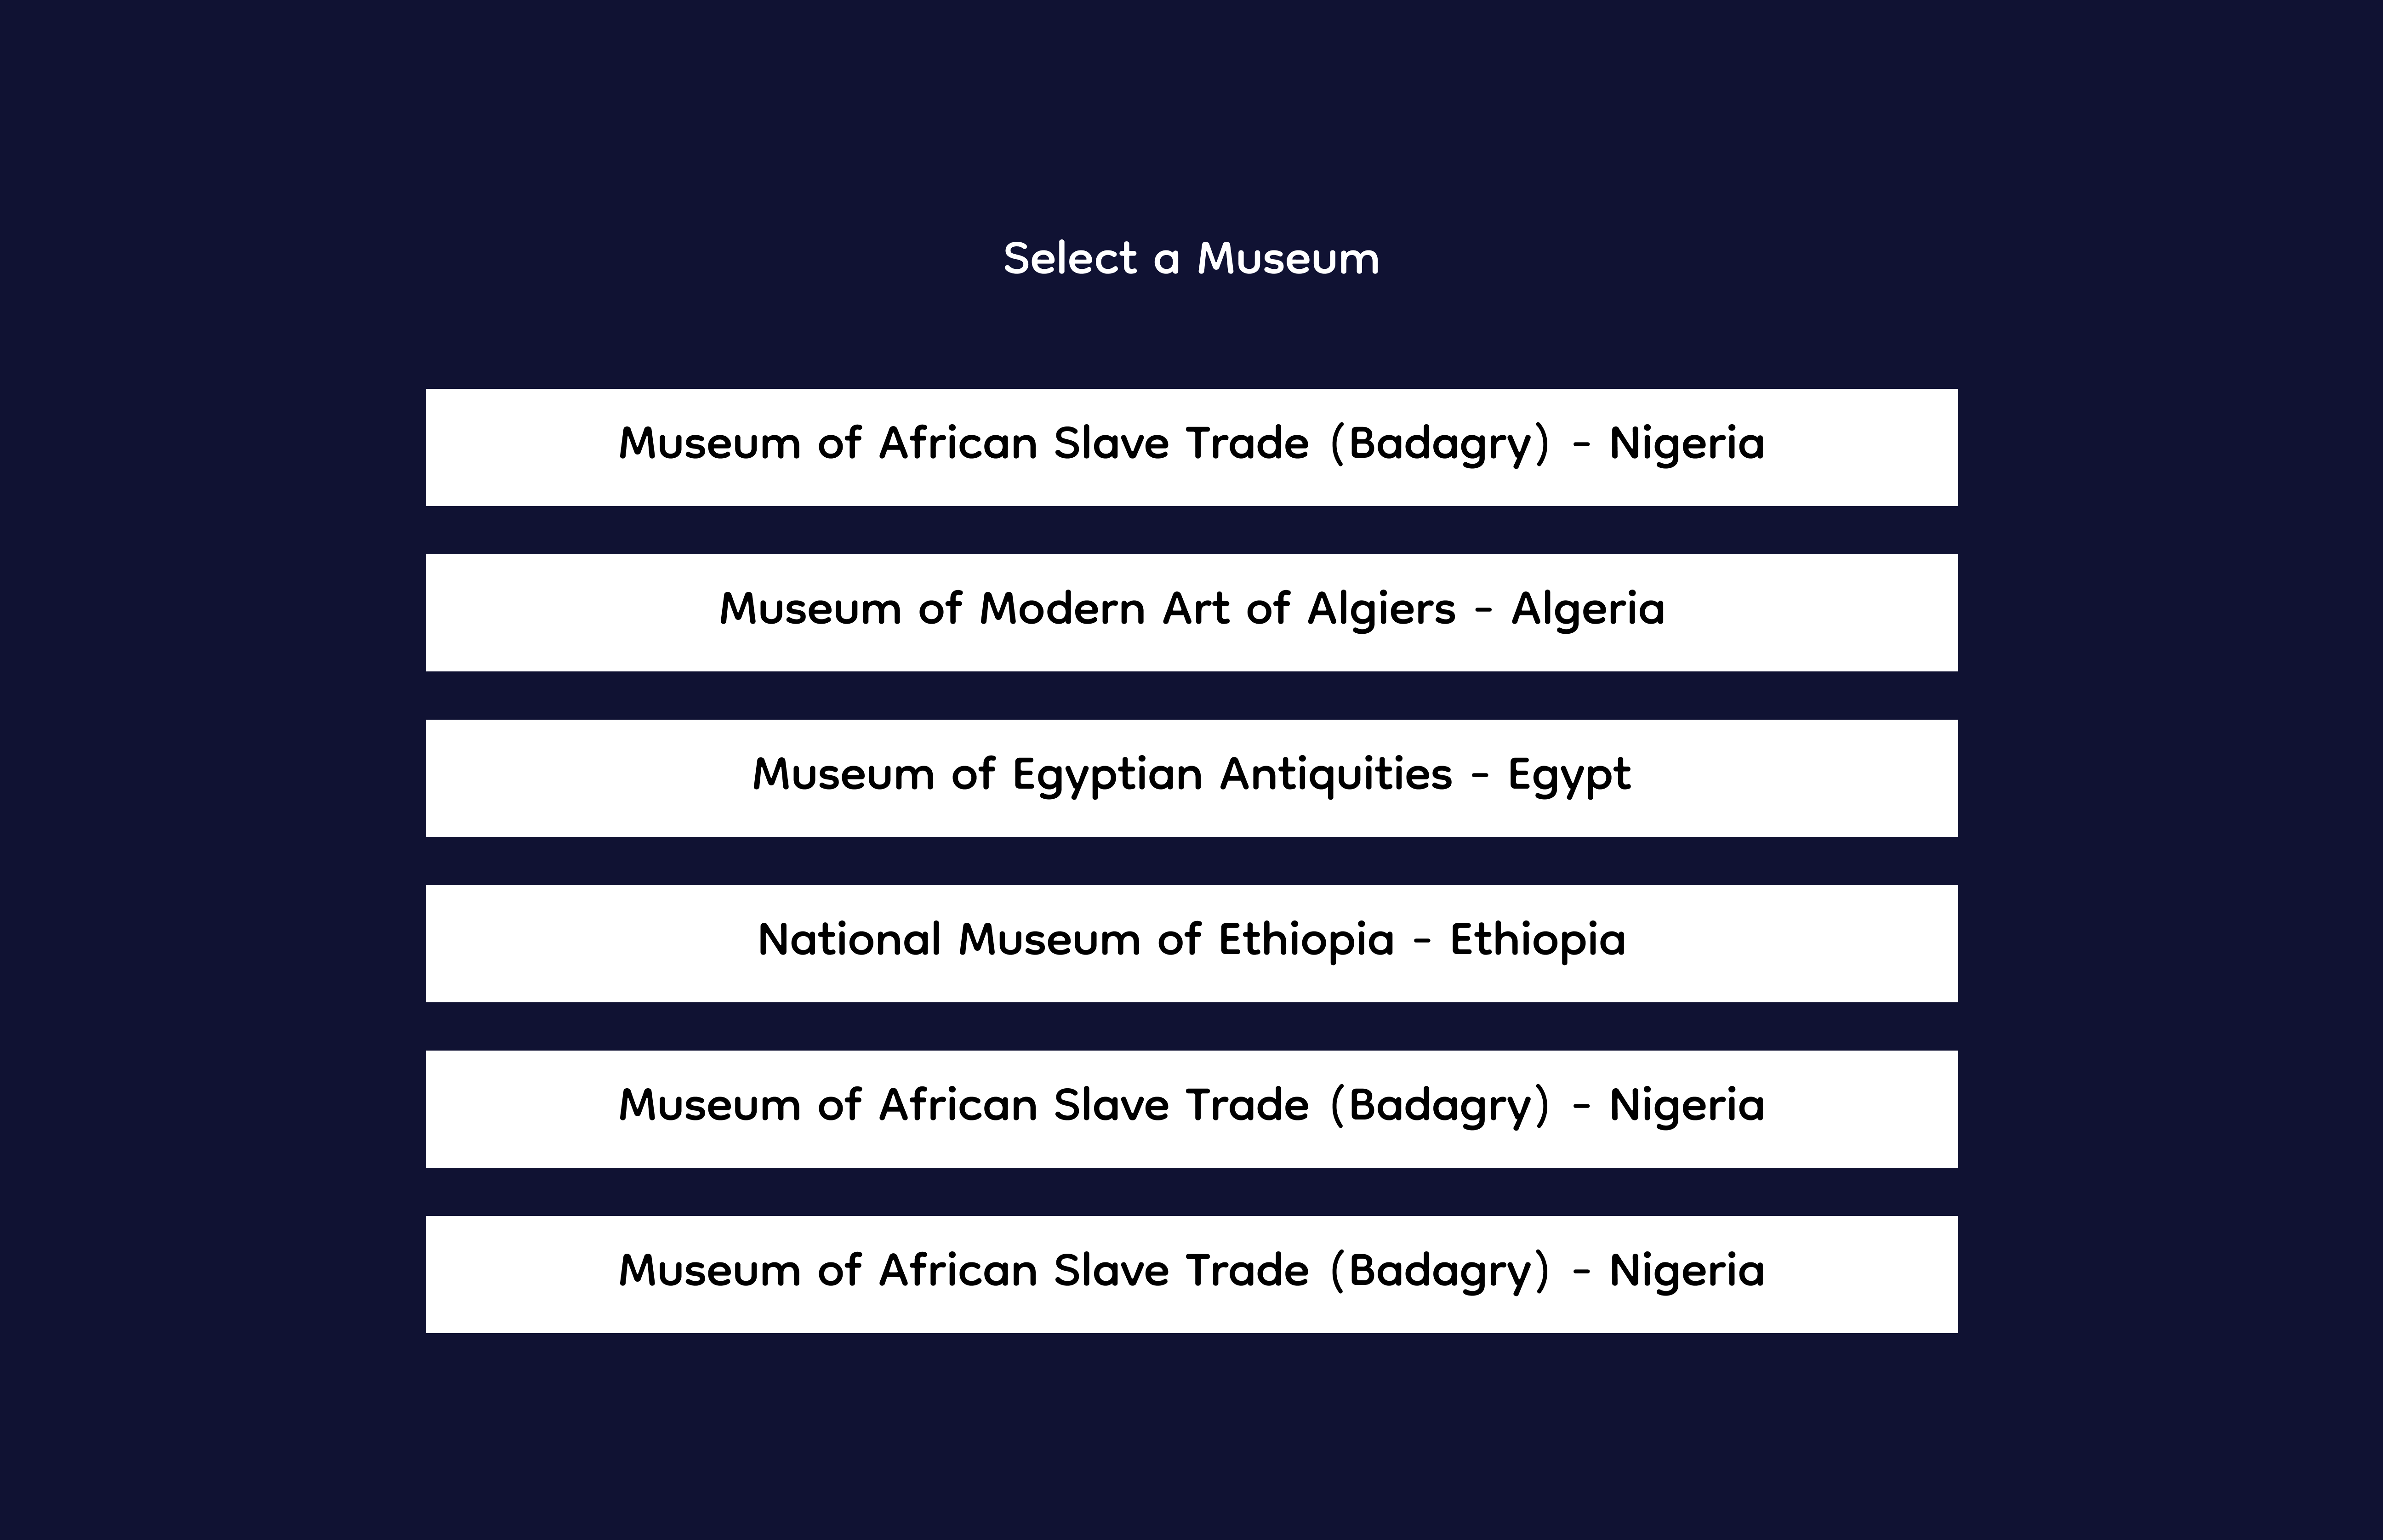 Select a Museum
Museum of African Slave Trade (Badagry) - Nigeria
Museum of Modern Art of Algiers - Algeria
Museum of Egyptian Antiquities - Egypt
National Museum of Ethiopia - Ethiopia
Museum of African Slave Trade (Badagry) - Nigeria
Museum of African Slave Trade (Badagry) - Nigeria